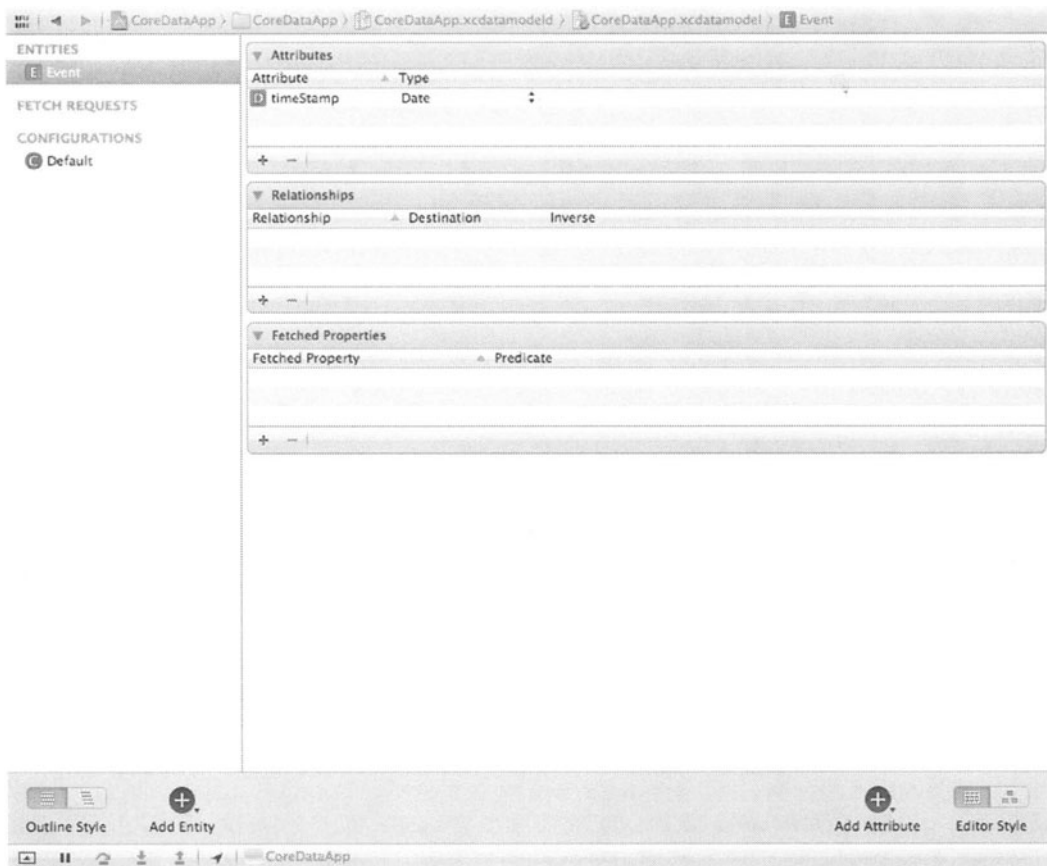 CoreDataApp 〉 CoreDataApp 〉 CoreDataApp.xcdatamodeld 〉 CoreDataApp.xcdatamodel 〉 E Event
ENTITIES
E Event
FETCH REQUESTS
CONFIGURATIONS
C Default
Attributes
Attribute Type
D timeStamp Date
Relationships
Relationship Destination Inverse
Fetched Properties
Fetched Property Predicate
Outline Style Add Entity Add Attribute Editor Style
CoreDataApp